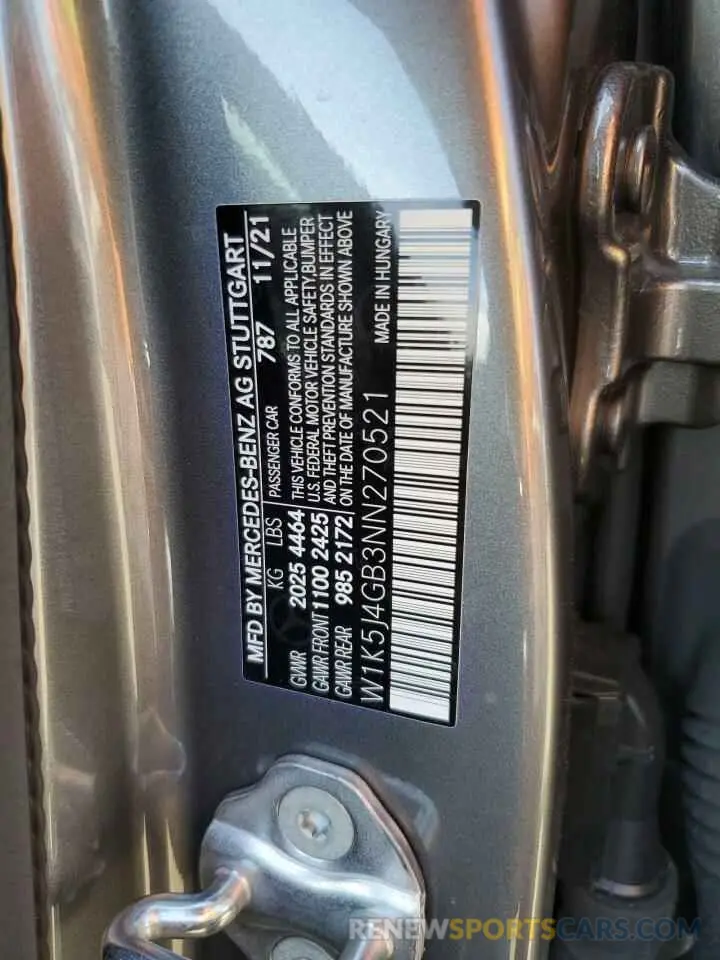 MFD BY MERCEDES-BENZ AG STUTTGART
KG LBS PASSENGER CAR 787 11/21
GVWR 2025 4464 THIS VEHICLE CONFORMS TO ALL APPLICABLE
GAWR FRONT 1100 2425 U.S. FEDERAL MOTOR VEHICLE SAFETY, BUMPER
GAWR REAR 985 2172 AND THEFT PREVENTION STANDARDS IN EFFECT
ON THE DATE OF MANUFACTURE SHOWN ABOVE
W1K5J4GB3NN270521 MADE IN HUNGARY
RENEWSPORTSCARS.COM